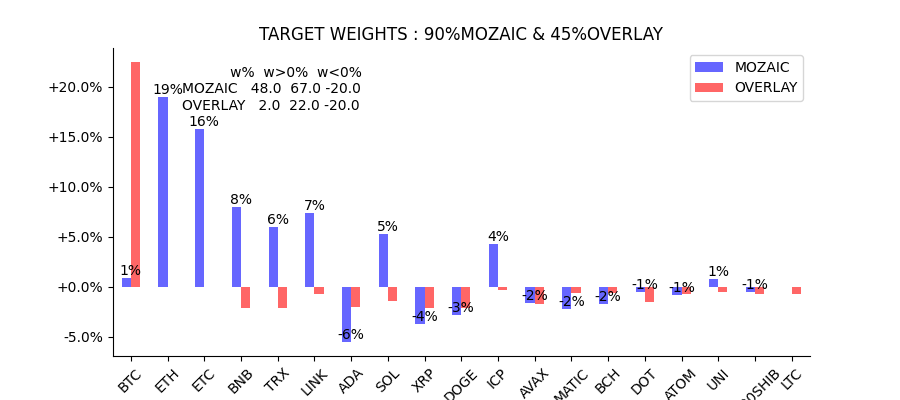 TARGET WEIGHTS : 90%MOZAIC & 45%OVERLAY
w% w>0% w<0%
MOZAIC 48.0 67.0 -20.0
OVERLAY 2.0 22.0 -20.0
MOZAIC
OVERLAY
+20.0%
+15.0%
+10.0%
+5.0%
+0.0%
-5.0%
1%
19%
16%
8%
6%
7%
-6%
5%
-4%
-3%
4%
-2%
-2%
-2%
-1%
-1%
1%
-1%
BTC
ETH
ETC
BNB
TRX
LINK
ADA
SOL
XRP
DOGE
ICP
AVAX
MATIC
BCH
DOT
ATOM
UNI
LTC